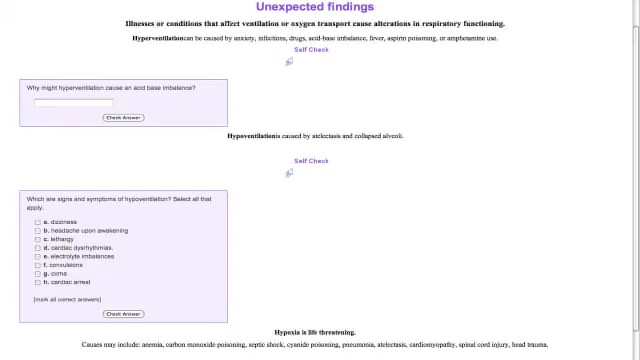 Unexpected findings
Illnesses or conditions that affect ventilation or oxygen transport cause alterations in respiratory functioning.
Hyperventilationcan be caused by anxiety, infections, drugs, acid-base imbalance, fever, aspirin poisoning, or amphetamine use.
Self Check
Why might hyperventilation cause an acid base imbalance?
Check Answer
Hypoventilationis caused by atelectasis and collapsed alveoli.
Self Check
Which are signs and symptoms of hypoventilation? Select all that
apply.
a. dizziness
b. headache upon awakening
c. lethargy
d. cardiac dysrhythmias.
e. electrolyte imbalances
f. convulsions
g. coma
h. cardiac arrest
(mark all correct answers)
Check Answer
Hypoxia is life threatening.
Causes may include: anemia, carbon monoxide poisoning, septic shock, cyanide poisoning, pneumonia, atelectasis, cardiomyopathy, spinal cord injury, head trauma.